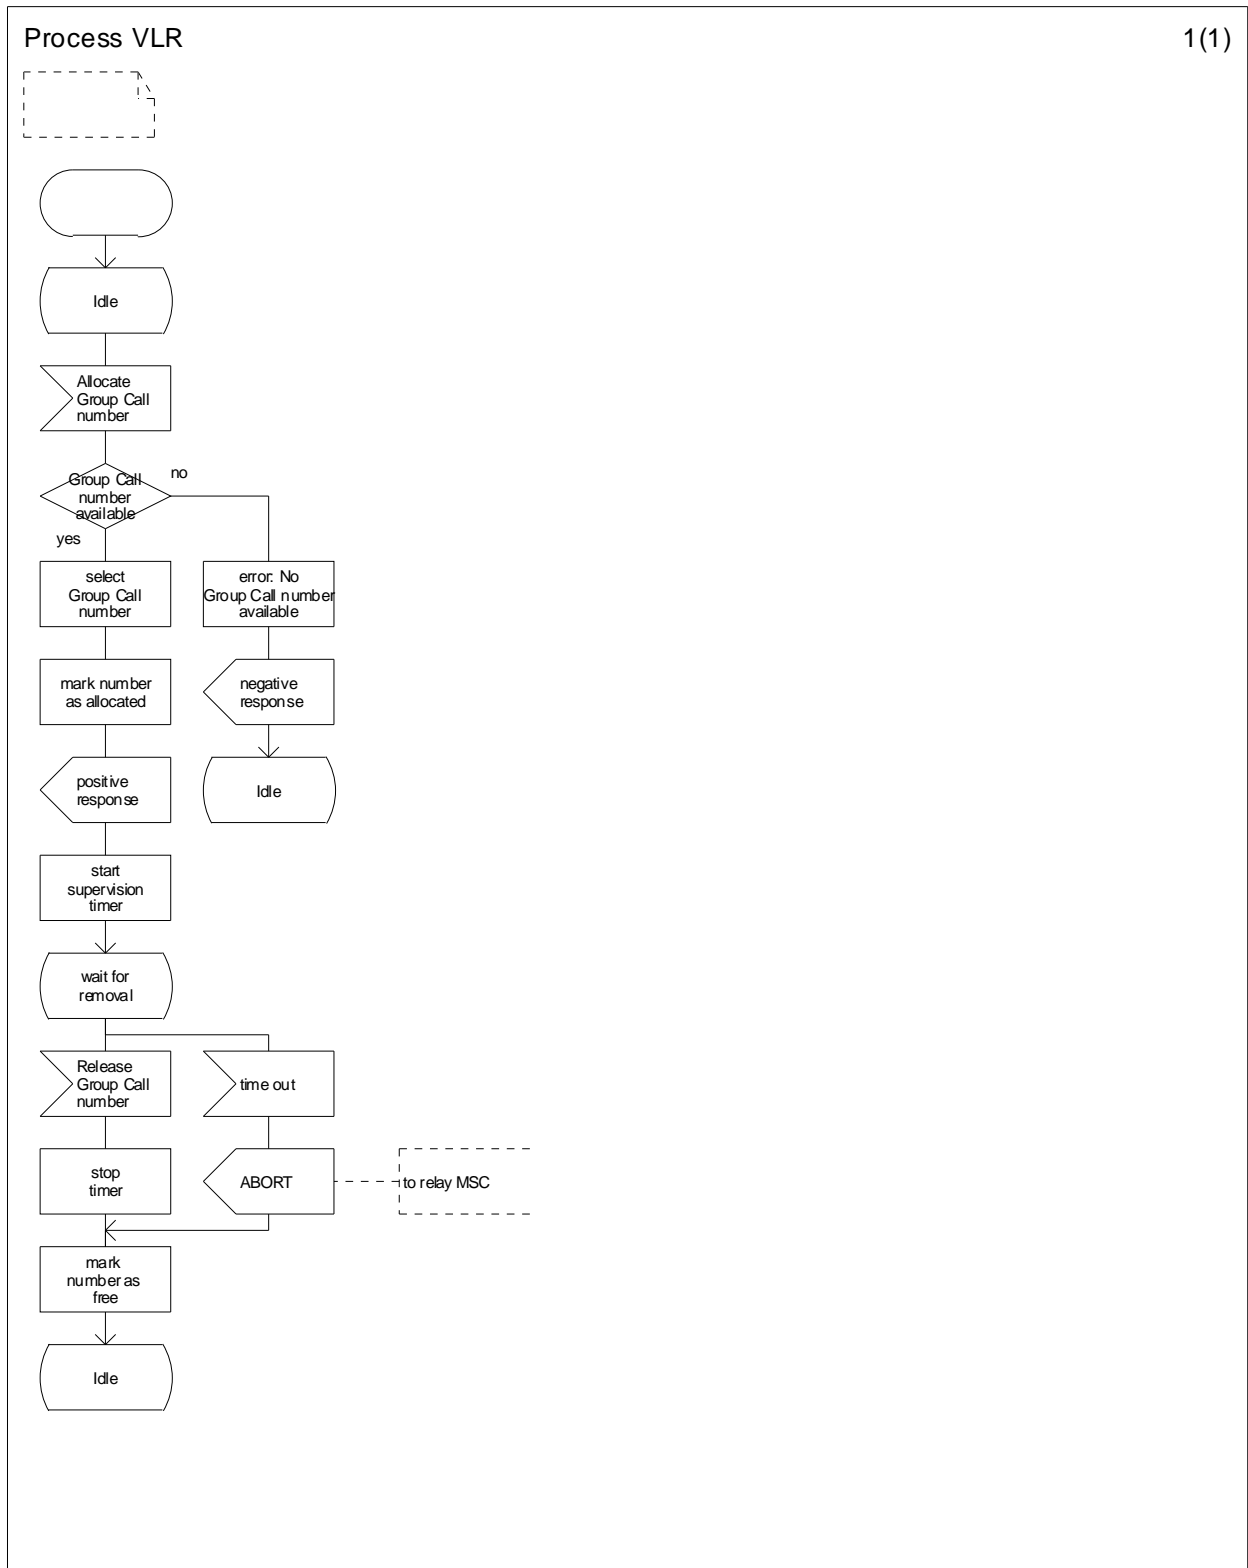 Process VLR
1(1)
Idle
Allocate
Group Call
number
Group Call
number
available
no
yes
select
Group Call
number
error: No
Group Call number
available
mark number
as allocated
negative
response
positive
response
Idle
start
supervision
timer
wait for
removal
Release
Group Call
number
time out
stop
timer
ABORT
to relay MSC
mark
number as
free
Idle